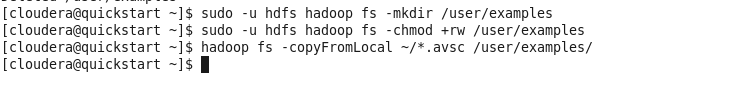 [cloudera@quickstart ~]$ sudo -u hdfs hadoop fs -mkdir /user/examples
[cloudera@quickstart ~]$ sudo -u hdfs hadoop fs -chmod +rw /user/examples
[cloudera@quickstart ~]$ hadoop fs -copyFromLocal ~/*.avsc /user/examples/
[cloudera@quickstart ~]$